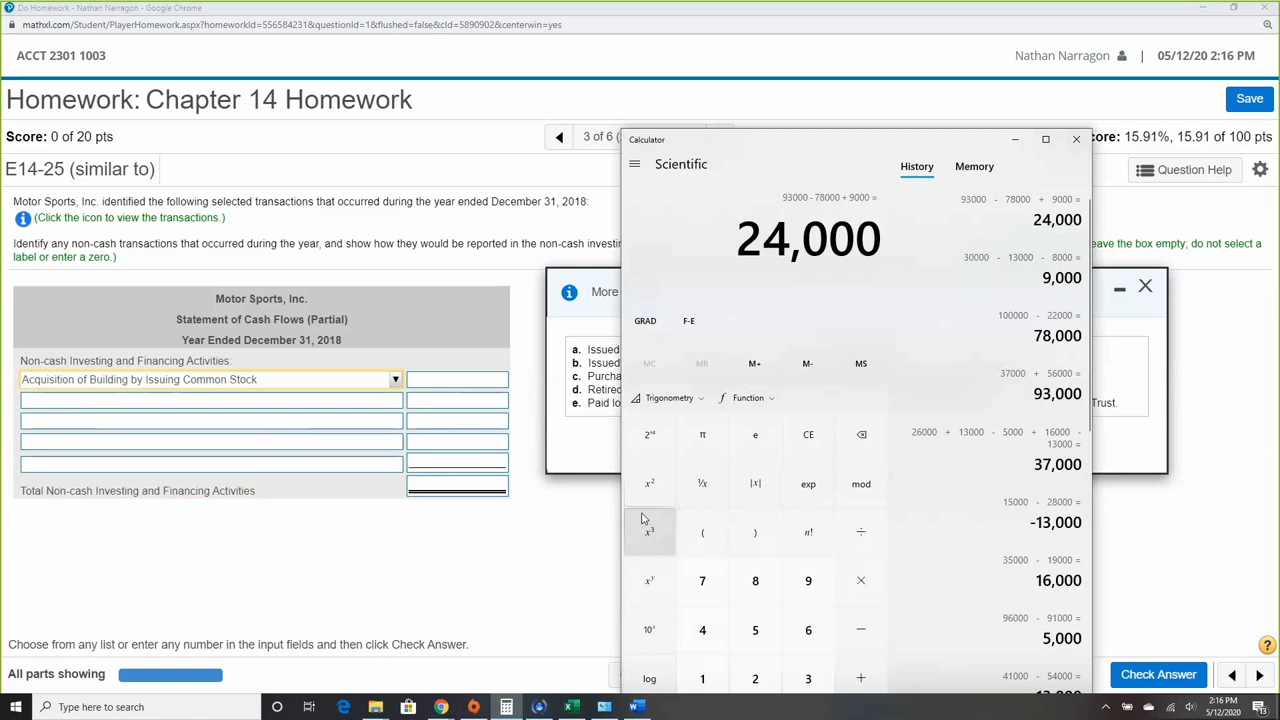 Do Homework - Nathan Narragon - Google Chrome
mathxl.com/Student/PlayerHomework.aspx?homeworkId=556584231&questionId=1&flushed=false&cId=5890902&centerwin=yes
ACCT 2301 1003
Nathan Narragon
05/12/20 2:16 PM
Homework: Chapter 14 Homework
Save
Score: 0 of 20 pts
3 of 6
core: 15.91%, 15.91 of 100 pts
E14-25 (similar to)
Question Help
Motor Sports, Inc. identified the following selected transactions that occurred during the year ended December 31, 2018:
(Click the icon to view the transactions.)
Identify any non-cash transactions that occurred during the year, and show how they would be reported in the non-cash
eave the box empty; do not select a
label or enter a zero.)
Motor Sports, Inc.
Statement of Cash Flows (Partial)
Year Ended December 31, 2018
Non-cash Investing and Financing Activities:
Acquisition of Building by Issuing Common Stock
Total Non-cash Investing and Financing Activities
More
a. Issued
b. Issued
c. Purcha
d. Retired
e. Paid lo
Trust.
Calculator
Scientific
History
Memory
93000 - 78000 + 9000 =
24,000
GRAD
F-E
MC
MR
M+
M-
MS
Trigonometry
Function
2ⁿᵈ
π
e
CE
x²
¹/x
|x|
exp
mod
x³
(
)
n!
÷
xʸ
7
8
9
×
10ˣ
4
5
6
−
log
1
2
3
+
93000 - 78000 + 9000 =
24,000
30000 - 13000 - 8000 =
9,000
100000 - 22000 =
78,000
37000 + 56000 =
93,000
26000 + 13000 - 5000 + 16000 -
13000 =
37,000
15000 - 28000 =
-13,000
35000 - 19000 =
16,000
96000 - 91000 =
5,000
41000 - 54000 =
Choose from any list or enter any number in the input fields and then click Check Answer.
All parts showing
Check Answer
Type here to search
2:16 PM
5/12/2020